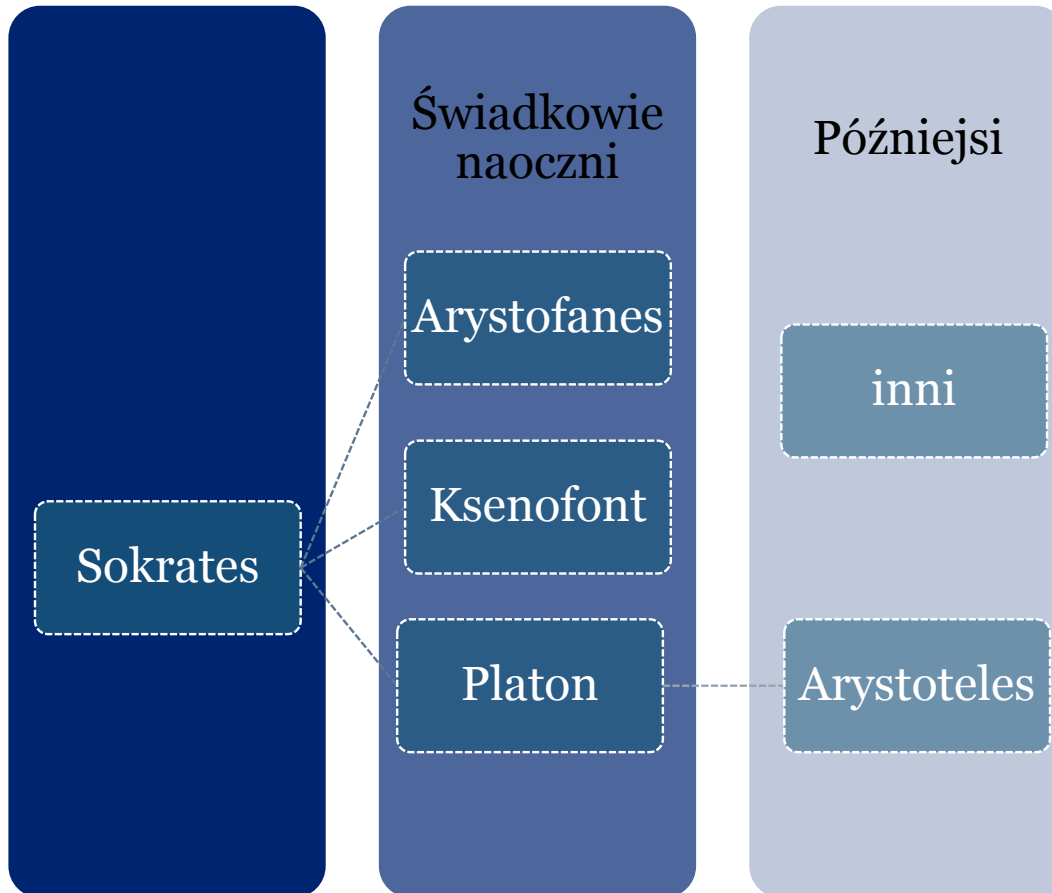 Sokrates
Świadkowie
naoczni
Arystofanes
Ksenofont
Platon
Późniejsi
inni
Arystoteles